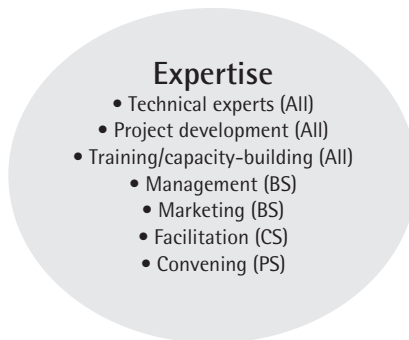 Expertise
• Technical experts (All)
• Project development (All)
• Training/capacity-building (All)
• Management (BS)
• Marketing (BS)
• Facilitation (CS)
• Convening (PS)